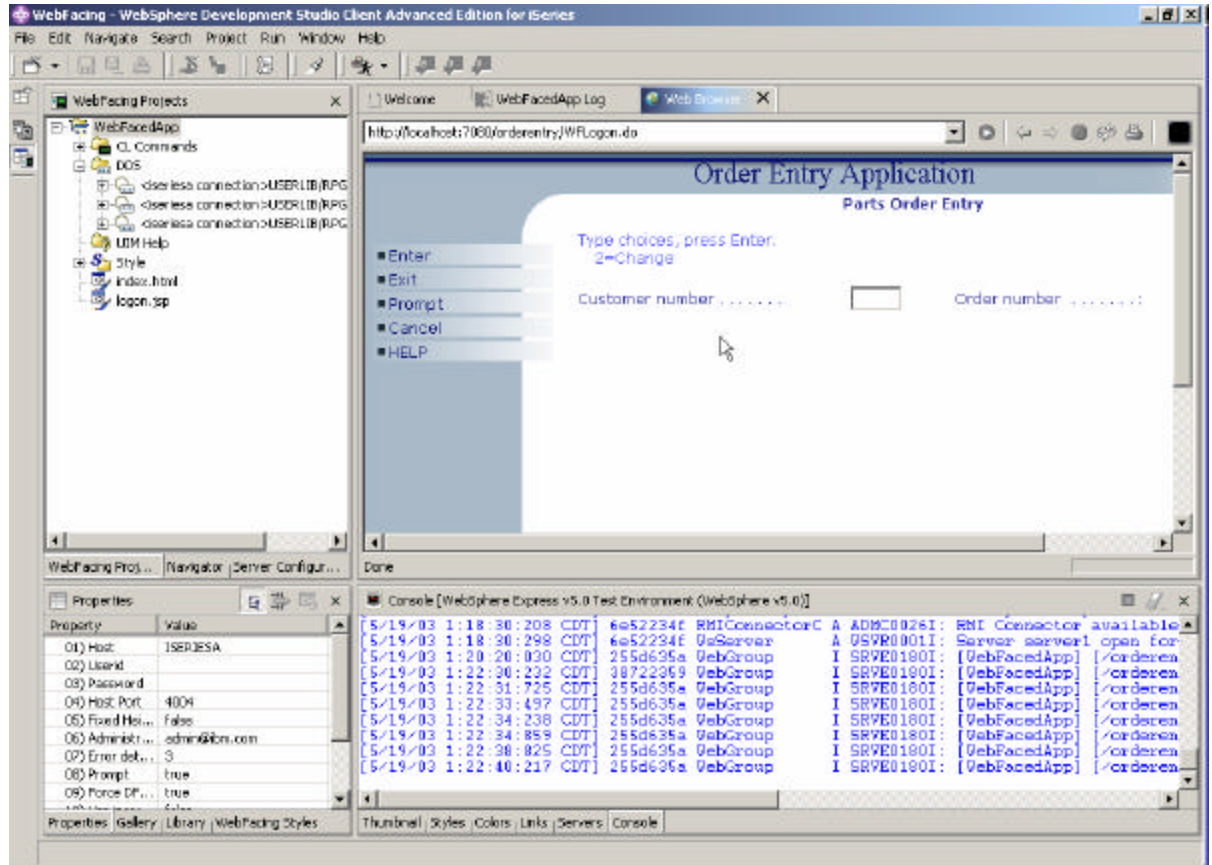 WebFacing - WebSphere Development Studio Client Advanced Edition for iSeries
File Edit Navigate Search Project Run Window Help
WebFacing Projects
WebFacedApp
CL Commands
DDS
<iseriesa connection>USERLIB/RPG
<iseriesa connection>USERLIB/RPG
<iseriesa connection>USERLIB/RPG
UIM Help
Style
index.html
logon.jsp
WebFacing Proj... Navigator Server Configur...
Welcome WebFacedApp Log Web Browser
http://localhost:7080/orderentry/WFLogon.do
Order Entry Application
Parts Order Entry
Type choices, press Enter.
2=Change
Enter
Exit
Prompt
Cancel
HELP
Customer number . . . . . . . Order number . . . . . . . :
Done
Properties
Property Value
01) Host ISERIESA
02) Userid
03) Password
04) Host Port 4004
05) Fixed Hei... False
06) Administr... admin@ibm.com
07) Error det... 3
08) Prompt true
09) Force DF... true
Properties Gallery Library WebFacing Styles
Console [WebSphere Express v5.0 Test Environment (WebSphere v5.0)]
[5/19/03 1:18:30:208 CDT] 6e52234f RMIConnectorC A ADMC0026I: RMI Connector available
[5/19/03 1:18:30:298 CDT] 6e52234f WsServer A WSVR0001I: Server server1 open for
[5/19/03 1:20:20:030 CDT] 255d635a WebGroup I SRVE0180I: [WebFacedApp] [/orderen
[5/19/03 1:22:30:232 CDT] 38722359 WebGroup I SRVE0180I: [WebFacedApp] [/orderen
[5/19/03 1:22:31:725 CDT] 255d635a WebGroup I SRVE0180I: [WebFacedApp] [/orderen
[5/19/03 1:22:33:497 CDT] 255d635a WebGroup I SRVE0180I: [WebFacedApp] [/orderen
[5/19/03 1:22:34:238 CDT] 255d635a WebGroup I SRVE0180I: [WebFacedApp] [/orderen
[5/19/03 1:22:34:859 CDT] 255d635a WebGroup I SRVE0180I: [WebFacedApp] [/orderen
[5/19/03 1:22:38:825 CDT] 255d635a WebGroup I SRVE0180I: [WebFacedApp] [/orderen
[5/19/03 1:22:40:217 CDT] 255d635a WebGroup I SRVE0180I: [WebFacedApp] [/orderen
Thumbnail Styles Colors Links Servers Console